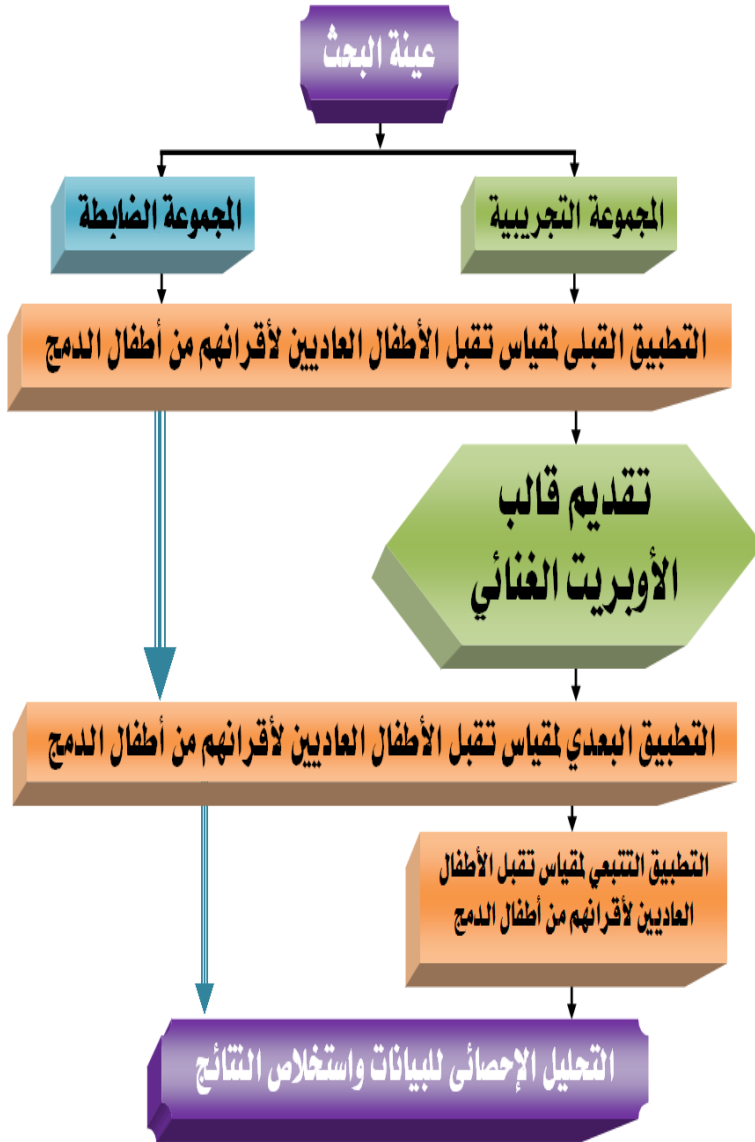 عينة البحث
المجموعة التجريبية
المجموعة الضابطة
التطبيق القبلى لمقياس تقبل الأطفال العاديين لأقرانهم من أطفال الدمج
تقديم قالب
الأوبريت الغنائي
التطبيق البعدي لمقياس تقبل الأطفال العاديين لأقرانهم من أطفال الدمج
التطبيق التتبعي لمقياس تقبل الأطفال
العاديين لأقرانهم من أطفال الدمج
التحليل الإحصائى للبيانات واستخلاص النتائج